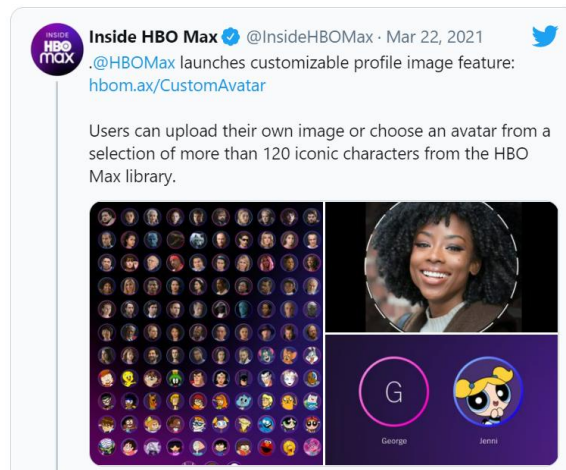 INSIDE
HBO
max
Inside HBO Max @InsideHBOMax · Mar 22, 2021
.@HBOMax launches customizable profile image feature:
hbom.ax/CustomAvatar
Users can upload their own image or choose an avatar from a
selection of more than 120 iconic characters from the HBO
Max library.
G
George
Jenni